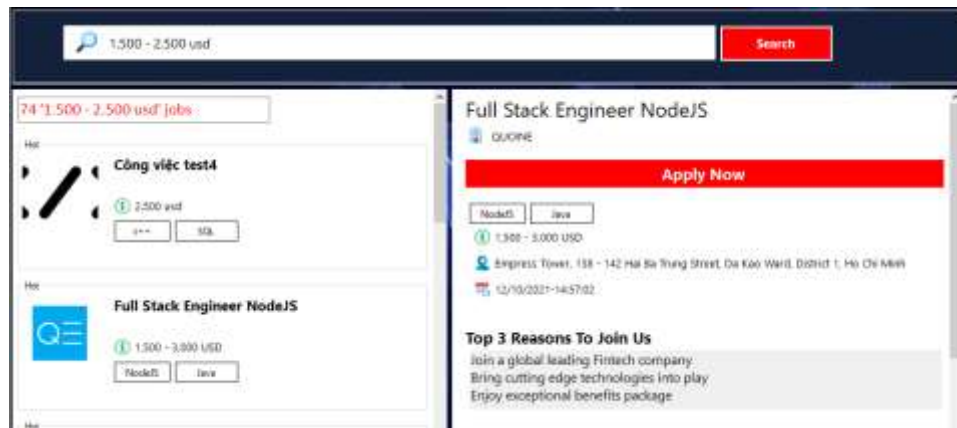 1.500 - 2.500 usd
Search
74 '1.500 - 2.500 usd' jobs
Hot
Công việc test4
2.500 usd
c++
SQL
Hot
QE
Full Stack Engineer NodeJS
1.500 - 3.000 USD
NodeJS
Java
Hot
Full Stack Engineer NodeJS
QUOINE
Apply Now
NodeJS
Java
1.500 - 3.000 USD
Empress Tower, 138 - 142 Hai Ba Trung Street, Da Kao Ward, District 1, Ho Chi Minh
12/10/2021-14:57:02
Top 3 Reasons To Join Us
Join a global leading Fintech company
Bring cutting edge technologies into play
Enjoy exceptional benefits package